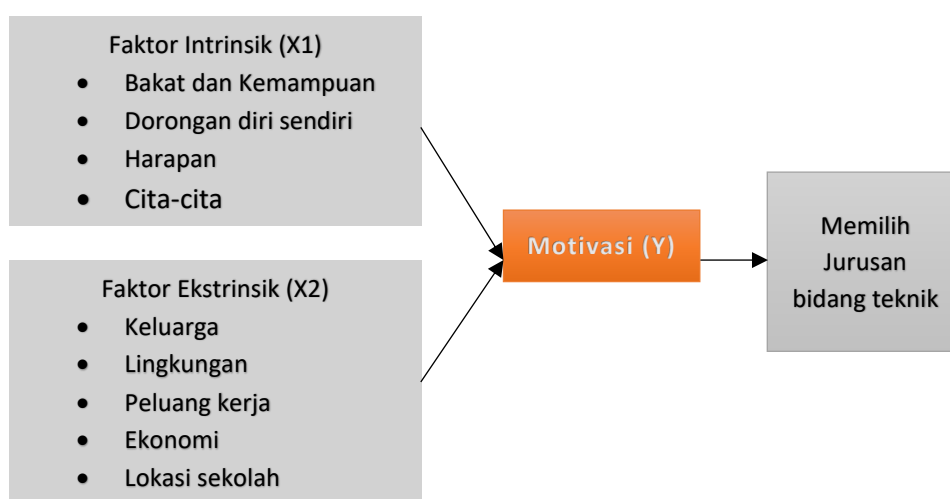 Faktor Intrinsik (X1)
• Bakat dan Kemampuan
• Dorongan diri sendiri
• Harapan
• Cita-cita
Faktor Ekstrinsik (X2)
• Keluarga
• Lingkungan
• Peluang kerja
• Ekonomi
• Lokasi sekolah
Motivasi (Y)
Memilih
Jurusan
bidang teknik